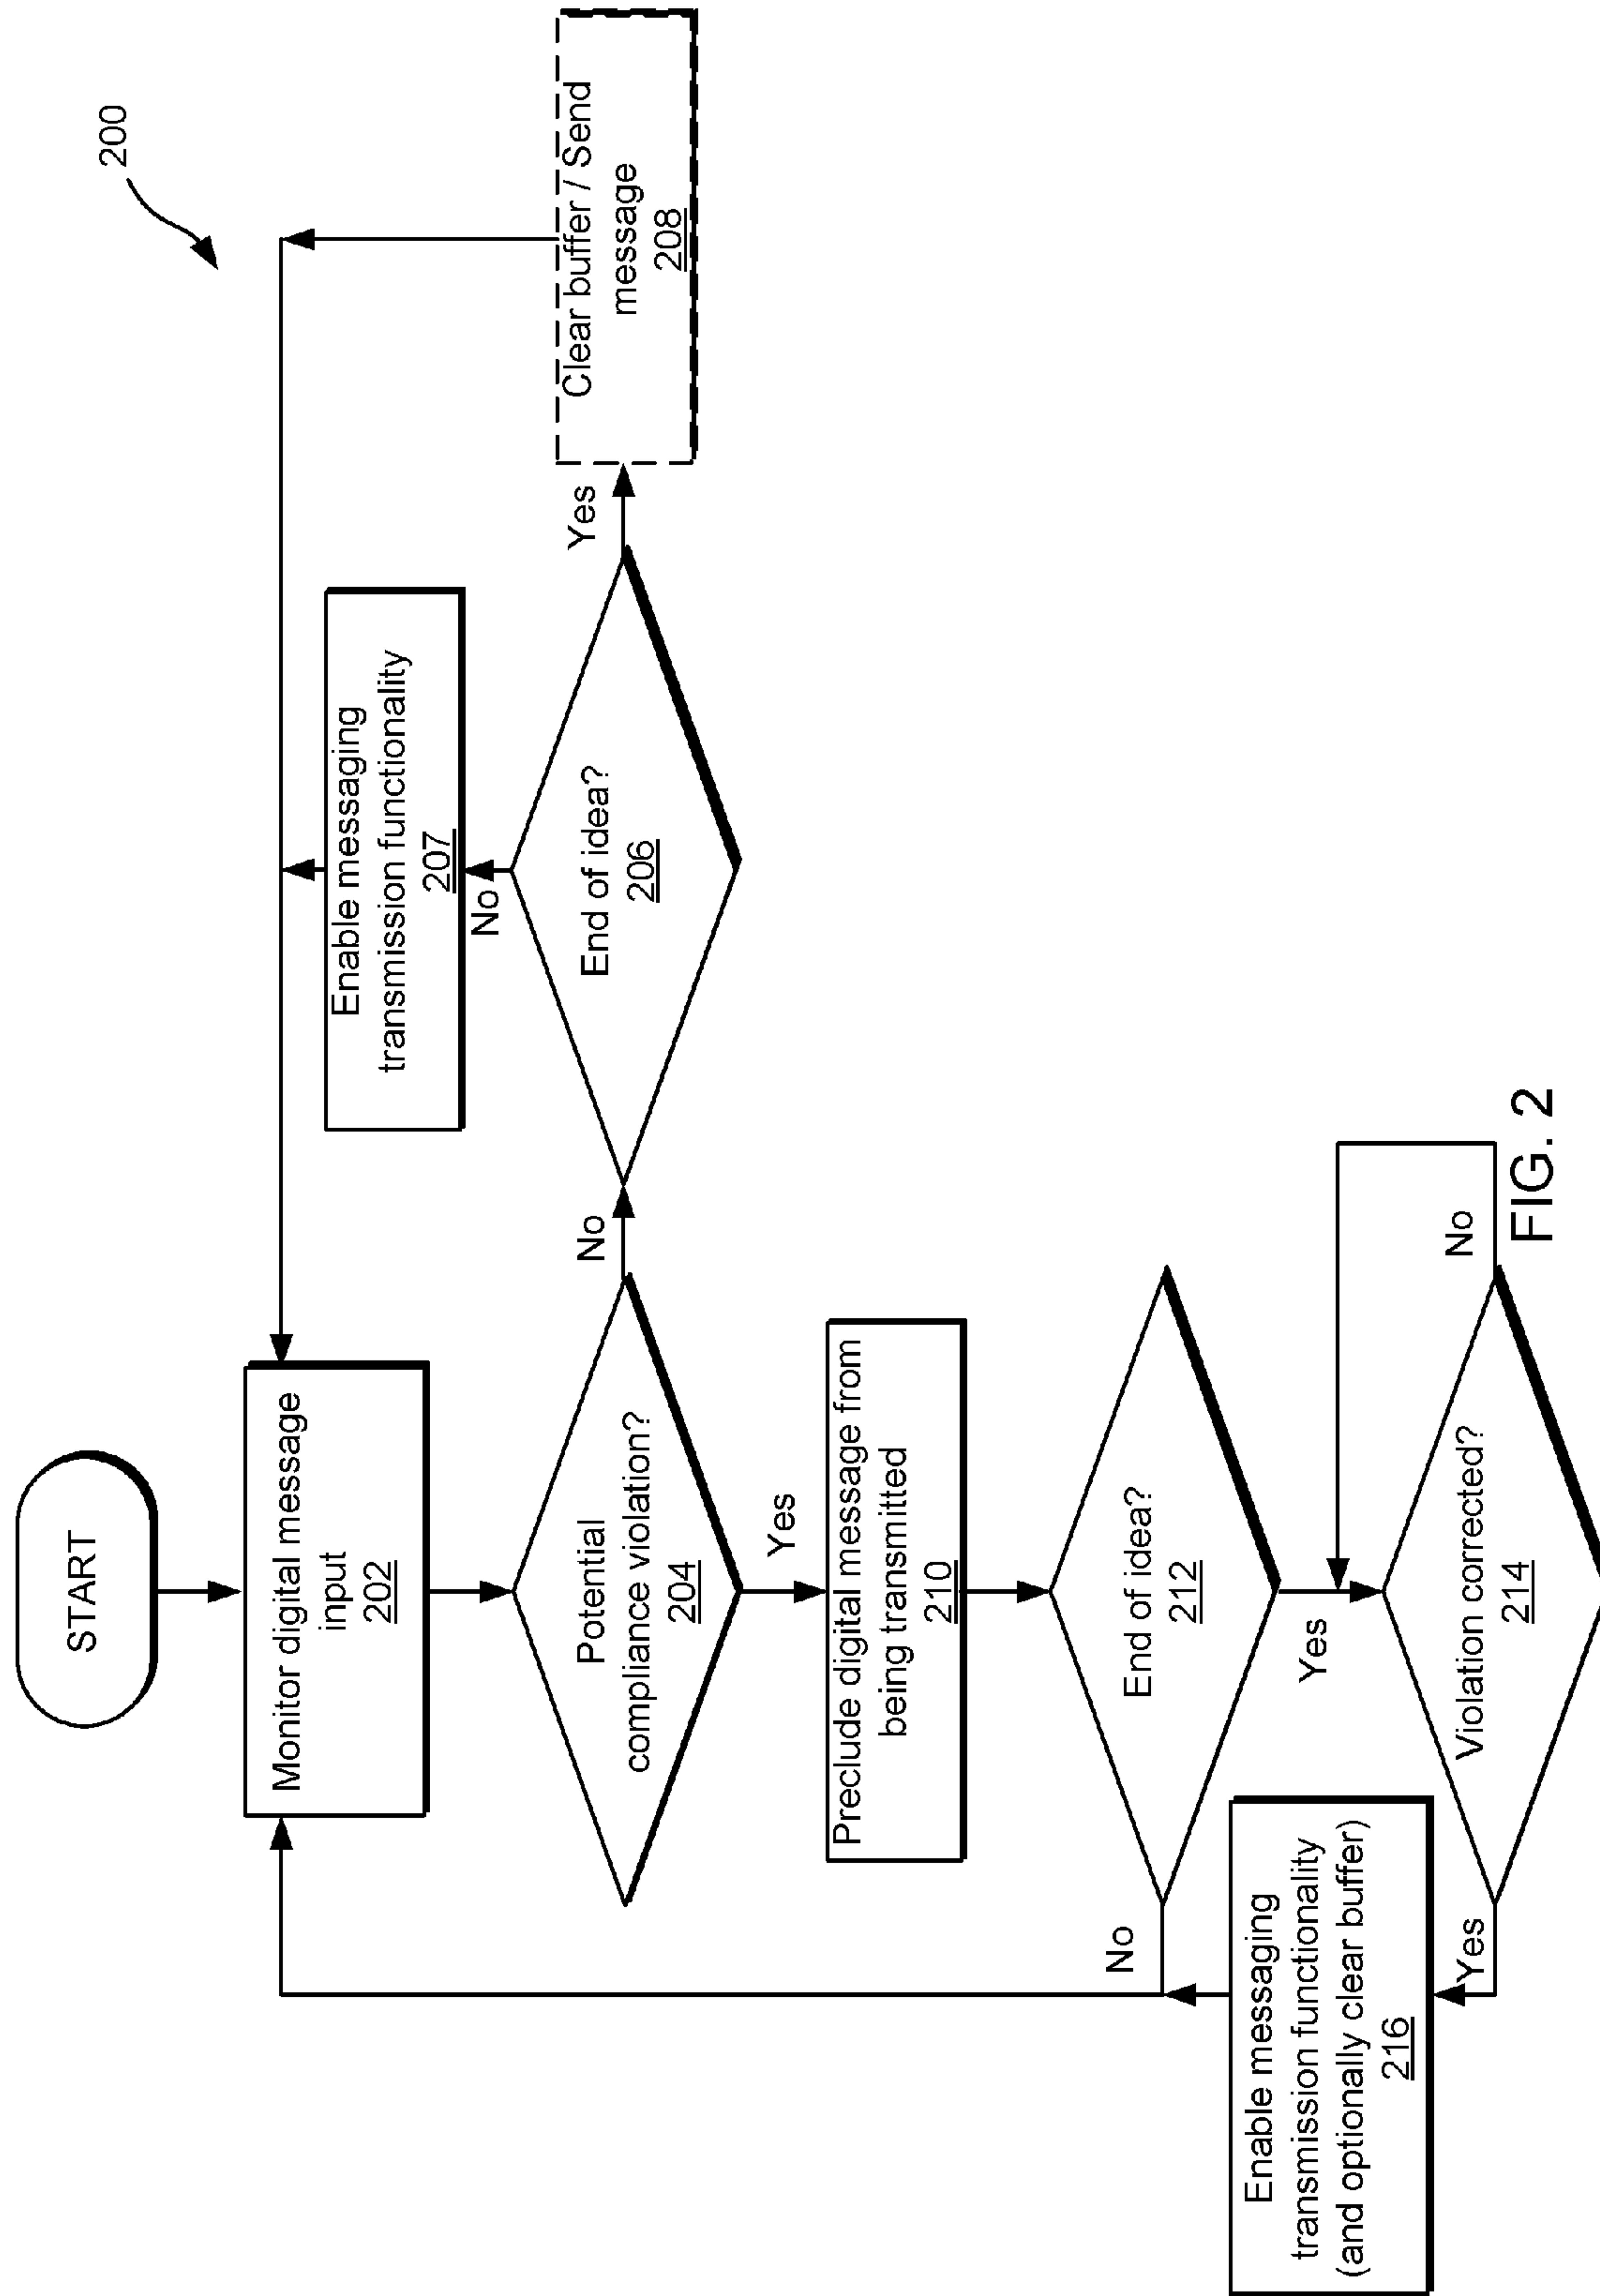 200
START
Monitor digital message
input
202
Potential
compliance violation?
204
No
End of idea?
206
No
Enable messaging
transmission functionality
207
Yes
Clear buffer / Send
message
208
Yes
Preclude digital message from
being transmitted
210
End of idea?
212
No
Yes
Violation corrected?
214
No
Yes
Enable messaging
transmission functionality
(and optionally clear buffer)
216
FIG. 2